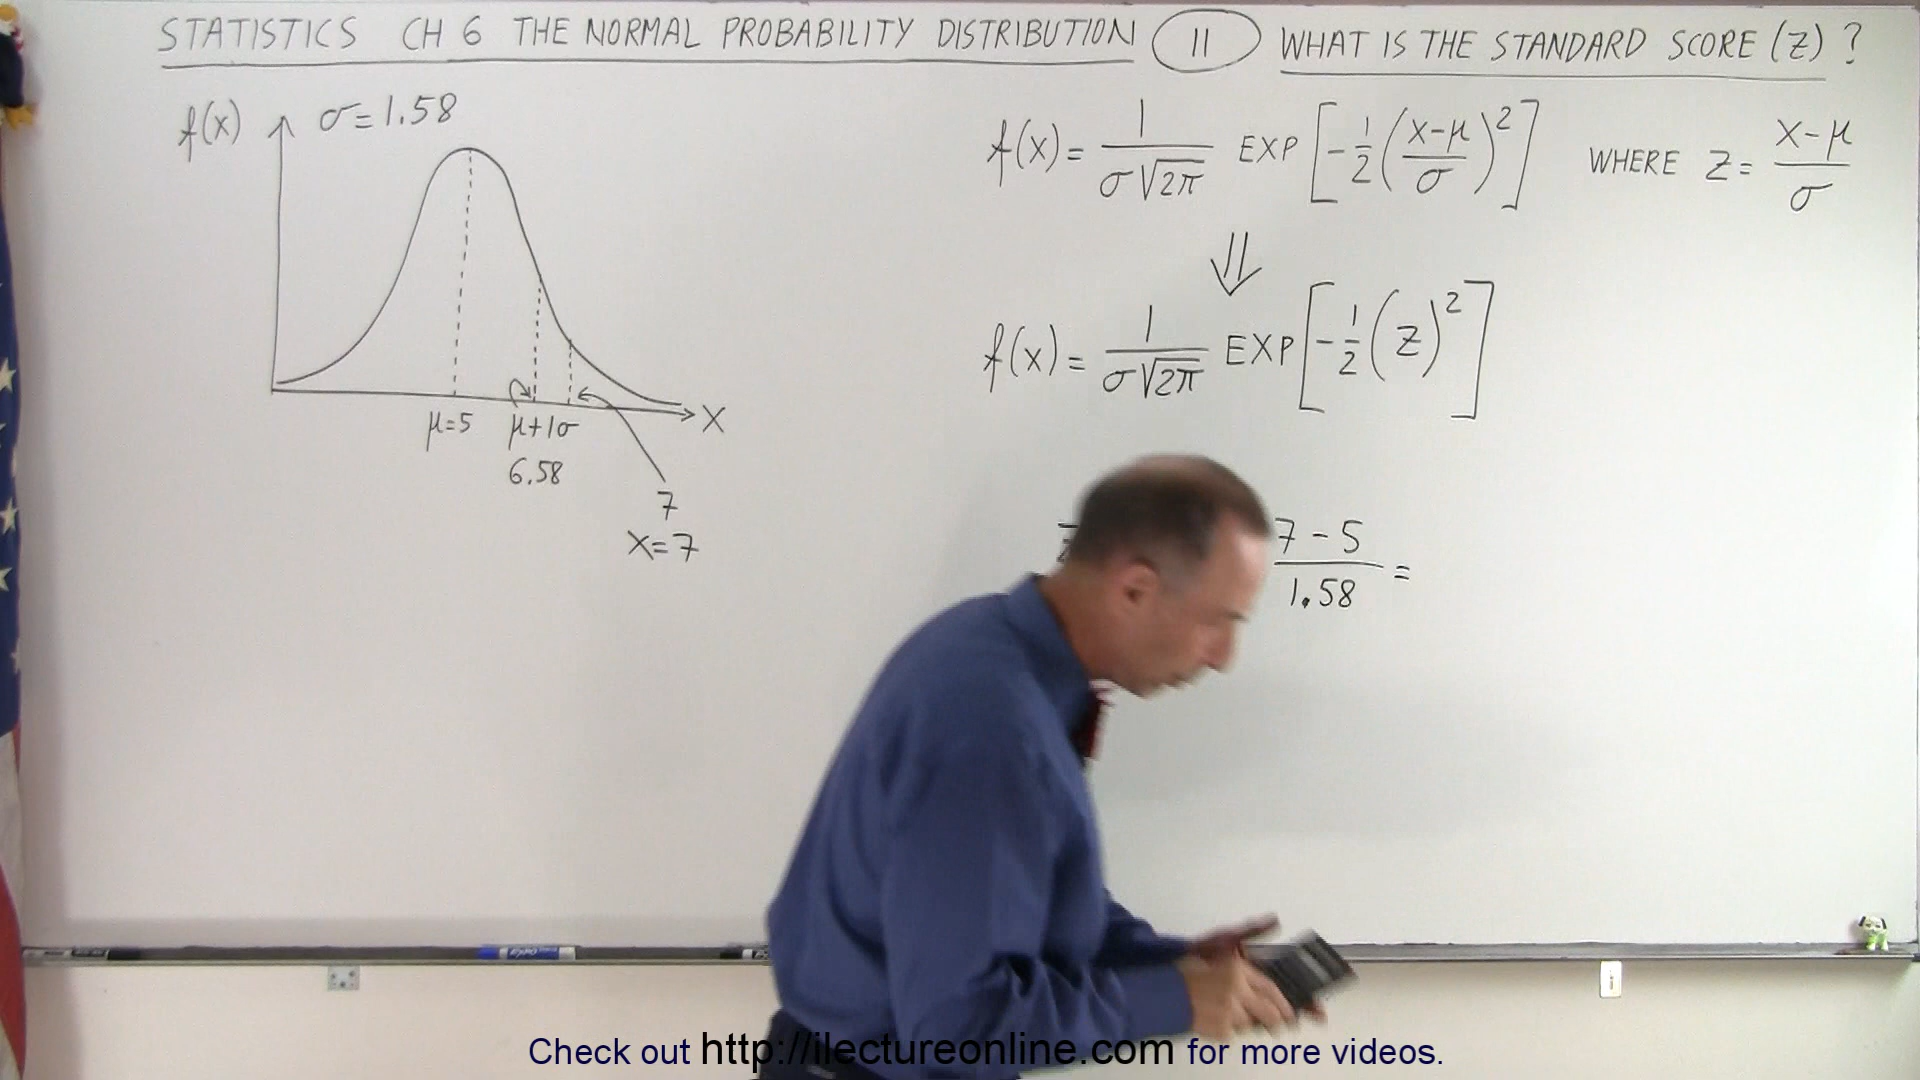 STATISTICS CH 6 THE NORMAL PROBABILITY DISTRIBUTION 11 WHAT IS THE STANDARD SCORE (Z) ?
f(x) σ=1.58
μ=5 μ+1σ X
6.58
7
X=7
f(x) = 1/(σ√2π) EXP [-1/2 ((X-μ)/σ)²] WHERE Z = (X-μ)/σ
⇓
f(x) = 1/(σ√2π) EXP [-1/2 (Z)²]
(7 - 5)/1.58 =
EXPO
Check out http://ilectureonline.com for more videos.